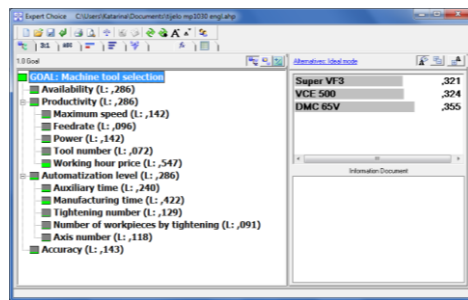 Expert Choice C:\Users\Katarina\Documents\tijelo mp3030 engl.ahp
1.0 Goal
GOAL: Machine tool selection
Availability (L: ,286)
Productivity (L: ,286)
Maximum speed (L: ,142)
Feedrate (L: ,096)
Power (L: ,142)
Tool number (L: ,072)
Working hour price (L: ,547)
Automatization level (L: ,286)
Auxiliary time (L: ,240)
Manufacturing time (L: ,422)
Tightening number (L: ,129)
Number of workpieces by tightening (L: ,091)
Axis number (L: ,118)
Accuracy (L: ,143)
Alternatives: Ideal mode
Super VF3 ,321
VCE 500 ,324
DMC 65V ,355
Information Document